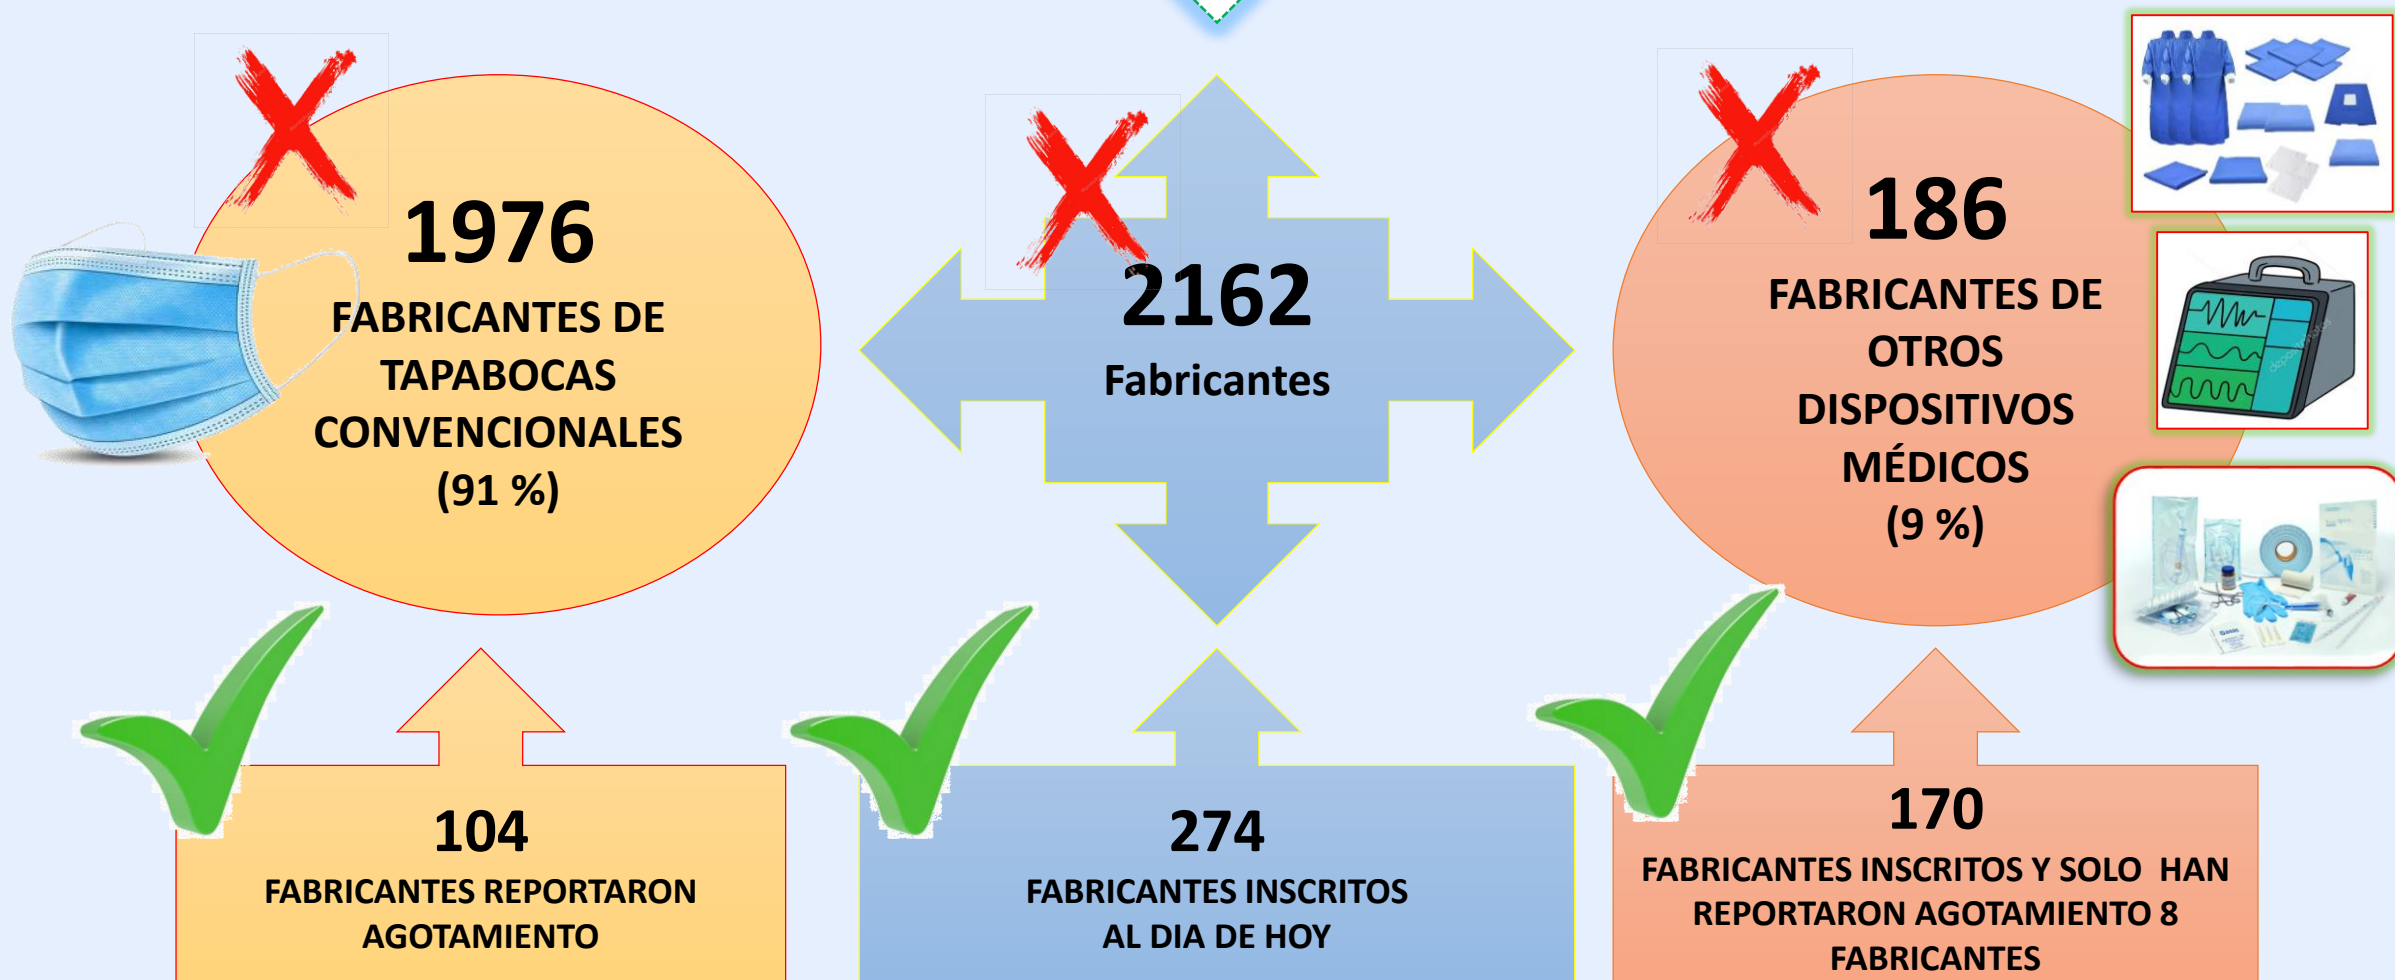 1976
FABRICANTES DE
TAPABOCAS
CONVENCIONALES
(91 %)
2162
Fabricantes
186
FABRICANTES DE
OTROS
DISPOSITIVOS
MÉDICOS
(9 %)
depositphotos
104
FABRICANTES REPORTARON
AGOTAMIENTO
274
FABRICANTES INSCRITOS
AL DIA DE HOY
170
FABRICANTES INSCRITOS Y SOLO  HAN
REPORTARON AGOTAMIENTO 8
FABRICANTES